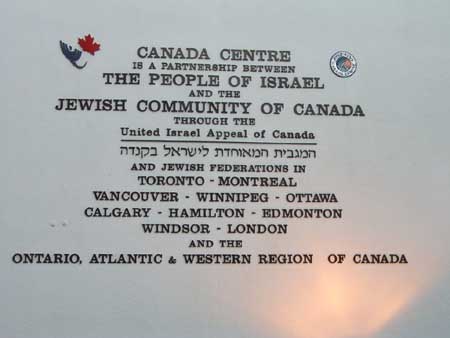 CANADA CENTRE
IS A PARTNERSHIP BETWEEN
THE PEOPLE OF ISRAEL
AND THE
JEWISH COMMUNITY OF CANADA
THROUGH THE
United Israel Appeal of Canada
המגבית המאוחדת לישראל בקנדה
AND JEWISH FEDERATIONS IN
TORONTO - MONTREAL
VANCOUVER - WINNIPEG - OTTAWA
CALGARY - HAMILTON - EDMONTON
WINDSOR - LONDON
AND THE
ONTARIO, ATLANTIC & WESTERN REGION OF CANADA